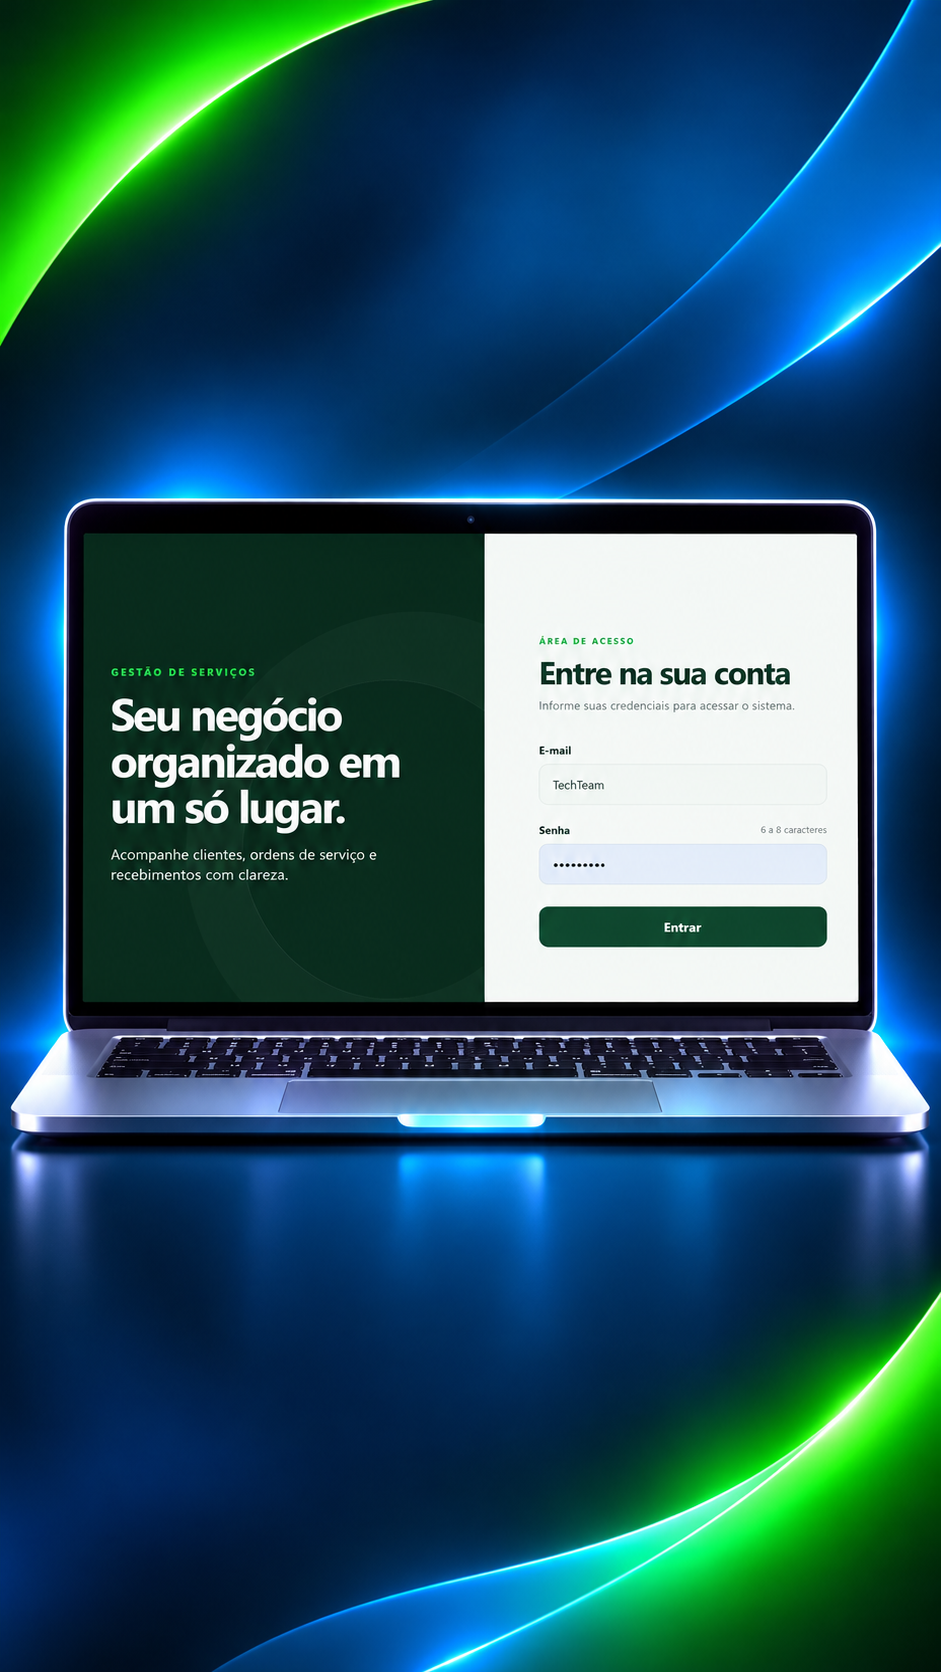 GESTÃO DE SERVIÇOS
Seu negócio
organizado em
um só lugar.
Acompanhe clientes, ordens de serviço e
recebimentos com clareza.
ÁREA DE ACESSO
Entre na sua conta
Informe suas credenciais para acessar o sistema.
E-mail
TechTeam
Senha
6 a 8 caracteres
•••••••••
Entrar